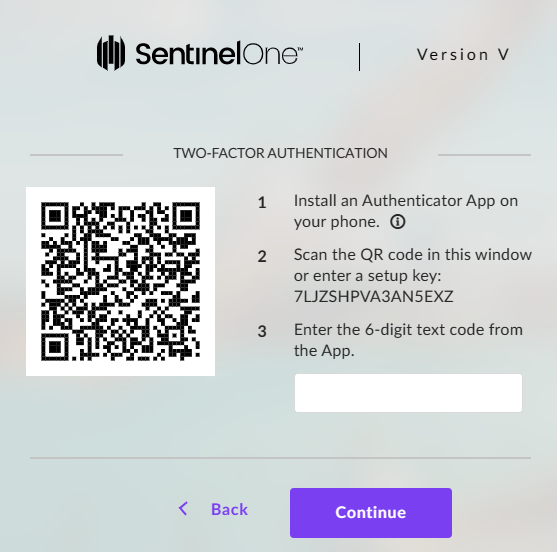 SentinelOne™
Version V
TWO-FACTOR AUTHENTICATION
1 Install an Authenticator App on
your phone.
2 Scan the QR code in this window
or enter a setup key:
7LJZSHPVA3AN5EXZ
3 Enter the 6-digit text code from
the App.
Back
Continue